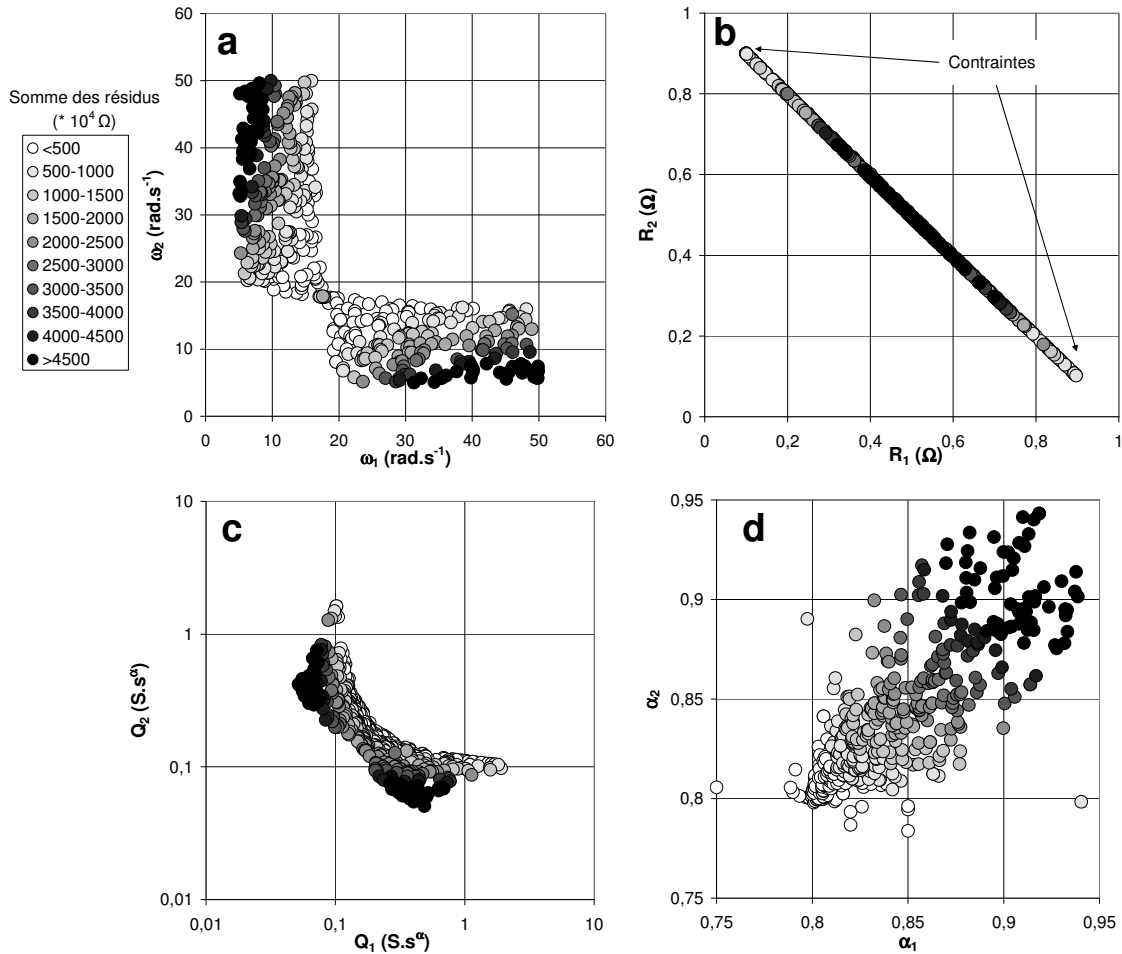 Somme des résidus
(* 10⁴ Ω)
<500
500-1000
1000-1500
1500-2000
2000-2500
2500-3000
3000-3500
3500-4000
4000-4500
>4500
a
60
50
40
30
20
10
0
ω₂ (rad.s⁻¹)
0 10 20 30 40 50 60
ω₁ (rad.s⁻¹)
b
Contraintes
1
0,8
0,6
0,4
0,2
0
R₂ (Ω)
0 0,2 0,4 0,6 0,8 1
R₁ (Ω)
c
10
1
0,1
0,01
Q₂ (S.s^α)
0,01 0,1 1 10
Q₁ (S.s^α)
d
0,95
0,9
0,85
0,8
0,75
α₂
0,75 0,8 0,85 0,9 0,95
α₁